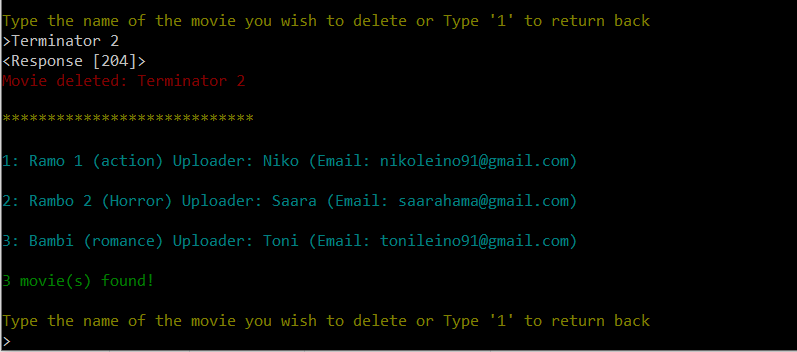 Type the name of the movie you wish to delete or Type '1' to return back
>Terminator 2
<Response [204]>
Movie deleted: Terminator 2
****************************
1: Ramo 1 (action) Uploader: Niko (Email: nikoleino91@gmail.com)
2: Rambo 2 (Horror) Uploader: Saara (Email: saarahama@gmail.com)
3: Bambi (romance) Uploader: Toni (Email: tonileino91@gmail.com)
3 movie(s) found!
Type the name of the movie you wish to delete or Type '1' to return back
>